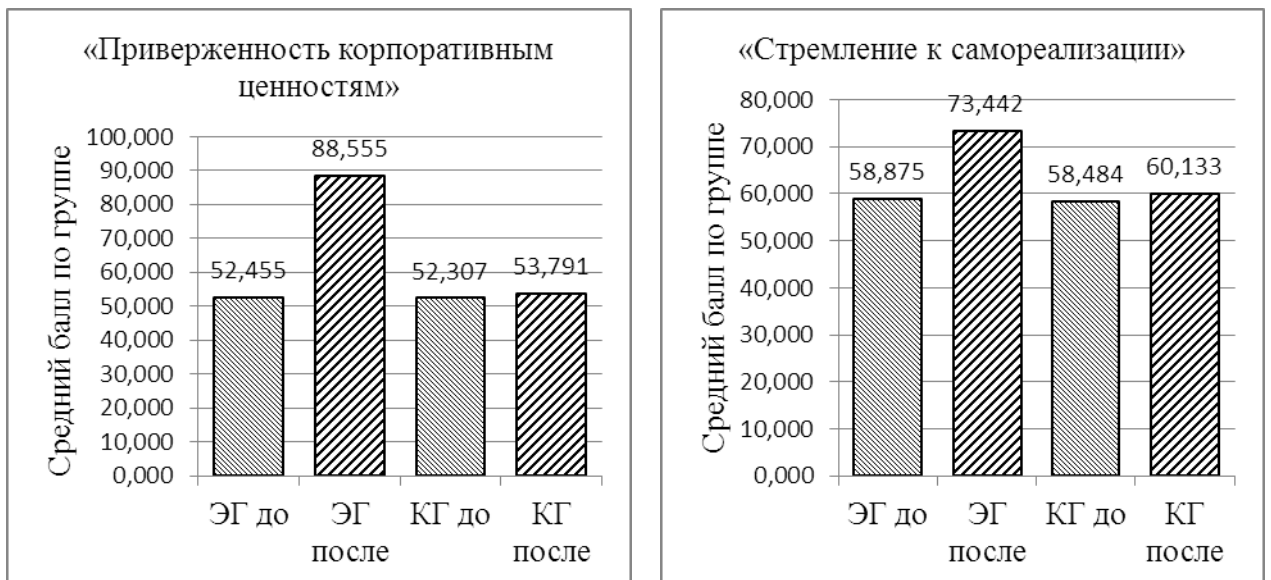 «Приверженность корпоративным
ценностям»
Средний балл по группе
100,000
90,000
80,000
70,000
60,000
50,000
40,000
30,000
20,000
10,000
0,000
52,455
88,555
52,307
53,791
ЭГ до
ЭГ
после
КГ до
КГ
после
«Стремление к самореализации»
Средний балл по группе
80,000
70,000
60,000
50,000
40,000
30,000
20,000
10,000
0,000
58,875
73,442
58,484
60,133
ЭГ до
ЭГ
после
КГ до
КГ
после